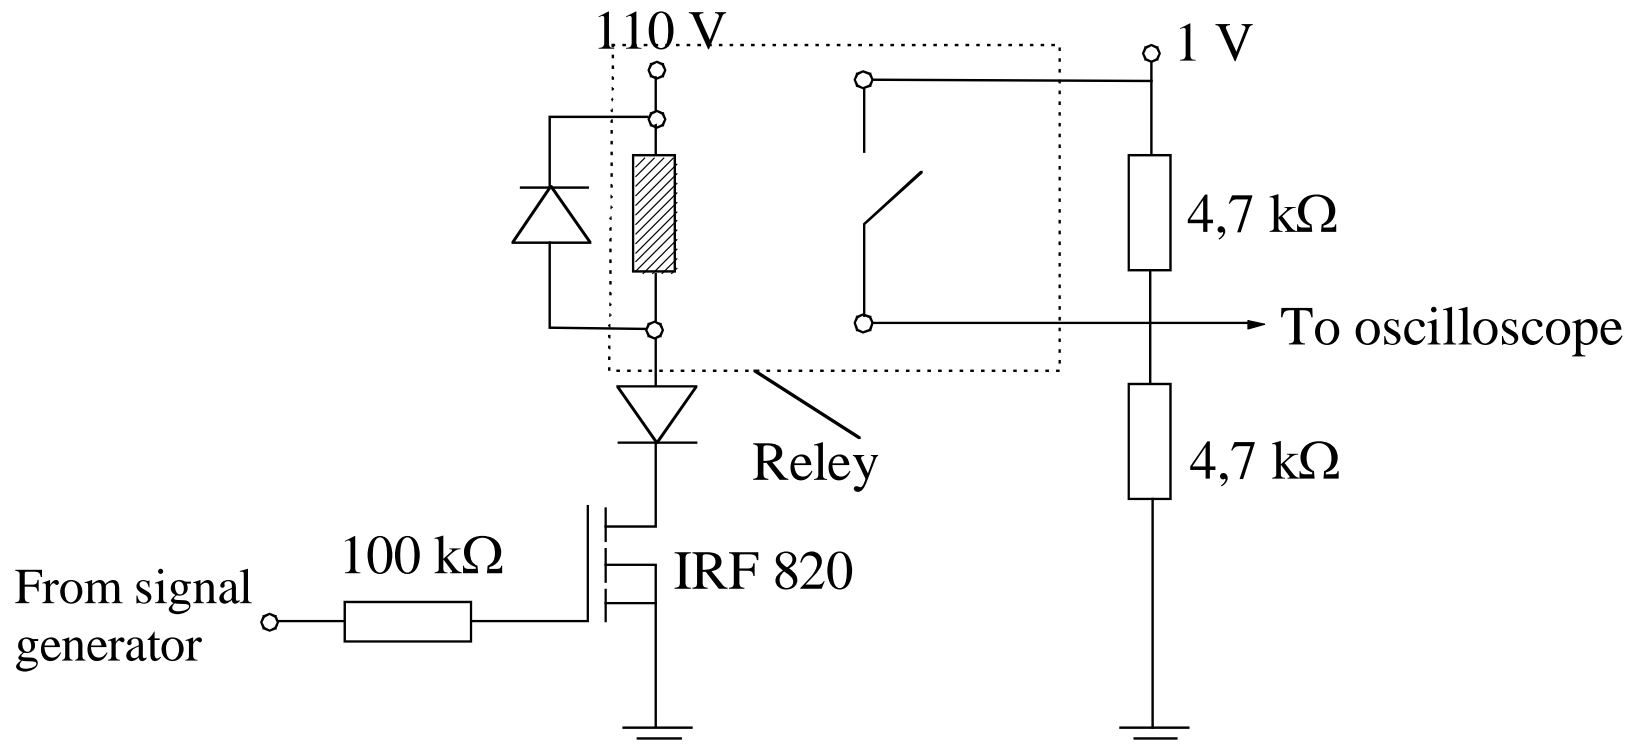 110 V
1 V
4,7 kΩ
To oscilloscope
Reley
4,7 kΩ
100 kΩ
IRF 820
From signal
generator